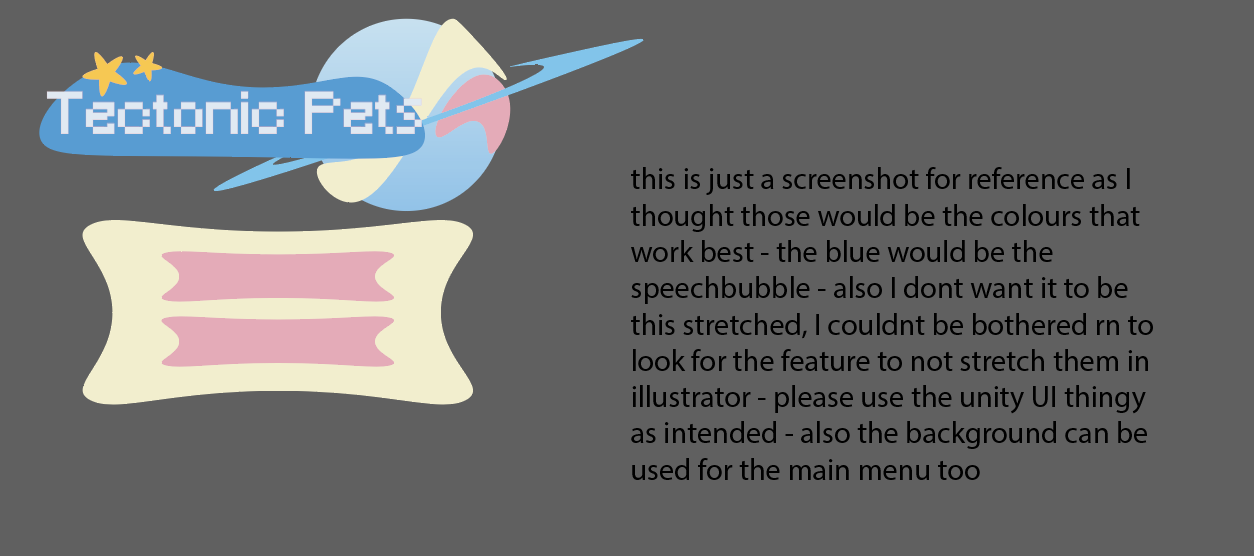 Tectonic Pets
this is just a screenshot for reference as I
thought those would be the colours that
work best - the blue would be the
speechbubble - also I dont want it to be
this stretched, I couldnt be bothered rn to
look for the feature to not stretch them in
illustrator - please use the unity UI thingy
as intended - also the background can be
used for the main menu too